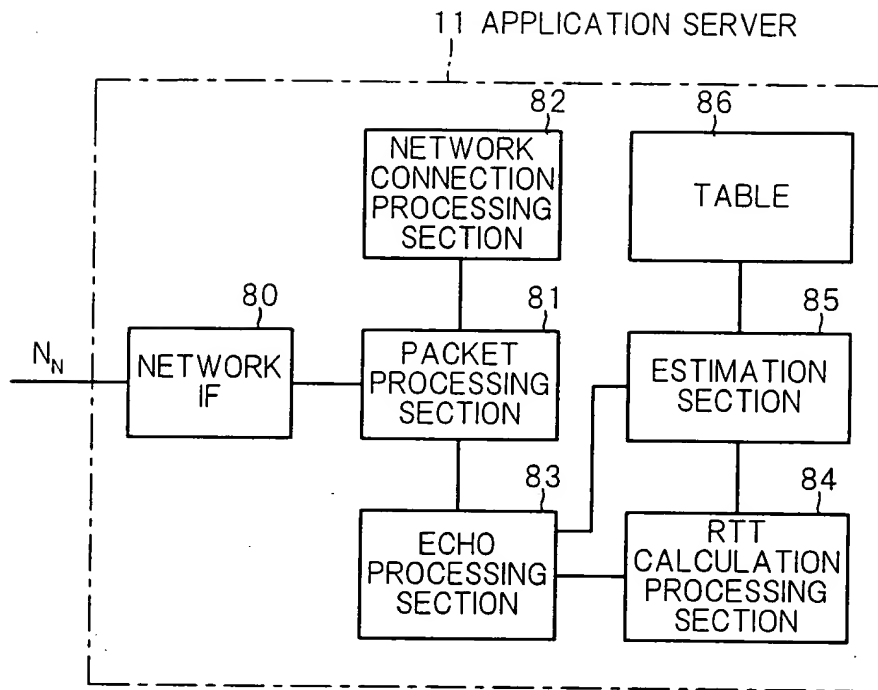 11 APPLICATION SERVER
82
NETWORK
CONNECTION
PROCESSING
SECTION
86
TABLE
80
NETWORK
IF
N_N
81
PACKET
PROCESSING
SECTION
85
ESTIMATION
SECTION
83
ECHO
PROCESSING
SECTION
84
RTT
CALCULATION
PROCESSING
SECTION